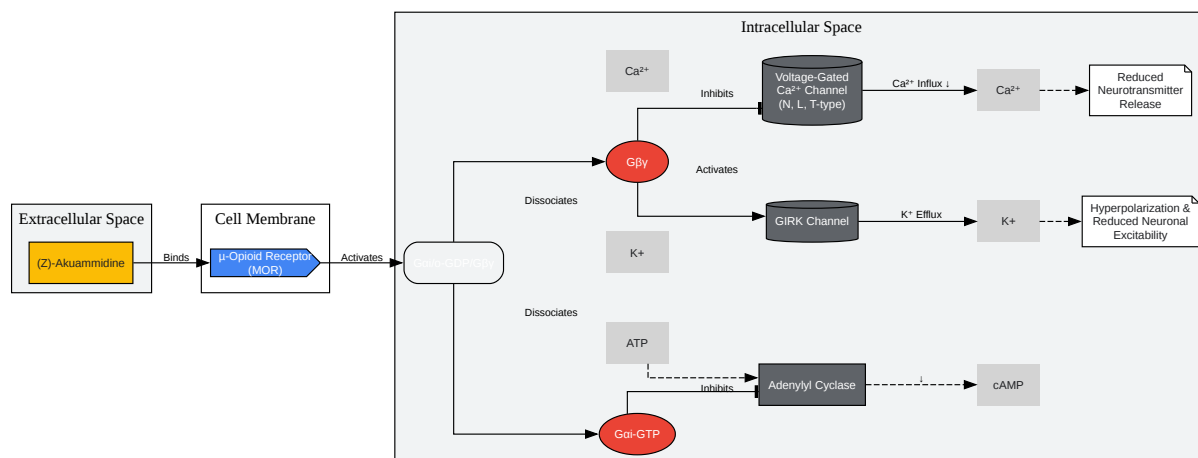 Intracellular Space
Ca²⁺
Voltage-Gated
Ca²⁺ Channel
(N, L, T-type)
Inhibits
Ca²⁺ Influx ↓
Ca²⁺
Reduced
Neurotransmitter
Release
Gβγ
Activates
Dissociates
GIRK Channel
K⁺ Efflux
K+
Hyperpolarization &
Reduced Neuronal
Excitability
K+
Extracellular Space
(Z)-Akuammidine
Binds
Cell Membrane
µ-Opioid Receptor
(MOR)
Activates
Dissociates
ATP
Adenylyl Cyclase
Inhibits
↓
cAMP
Gαi-GTP